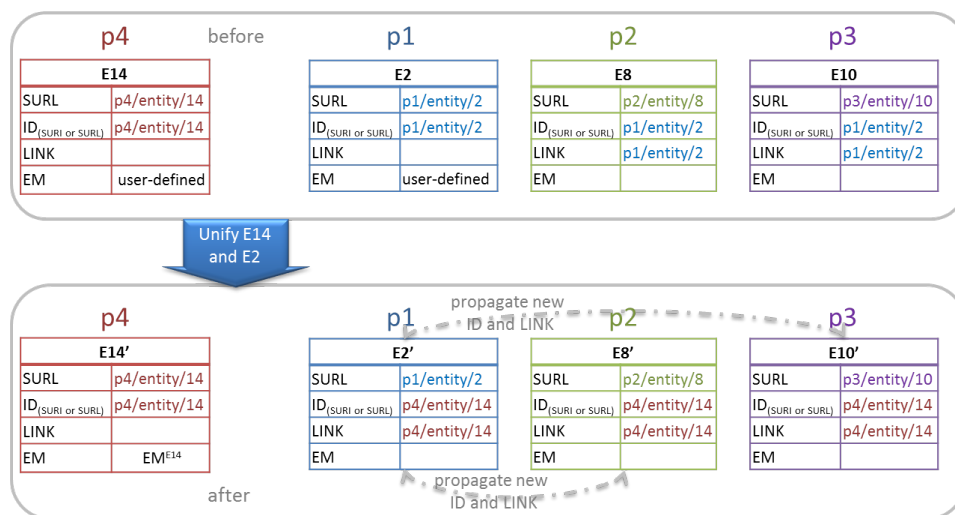 p4 before p1 p2 p3
E14 E2 E8 E10
SURL p4/entity/14 SURL p1/entity/2 SURL p2/entity/8 SURL p3/entity/10
ID(SURI or SURL) p4/entity/14 ID(SURI or SURL) p1/entity/2 ID(SURI or SURL) p1/entity/2 ID(SURI or SURL) p1/entity/2
LINK LINK LINK p1/entity/2 LINK p1/entity/2
EM user-defined EM user-defined EM EM
Unify E14
and E2
propagate new
ID and LINK
p4 p1 p2 p3
E14’ E2’ E8’ E10’
SURL p4/entity/14 SURL p1/entity/2 SURL p2/entity/8 SURL p3/entity/10
ID(SURI or SURL) p4/entity/14 ID(SURI or SURL) p4/entity/14 ID(SURI or SURL) p4/entity/14 ID(SURI or SURL) p4/entity/14
LINK LINK p4/entity/14 LINK p4/entity/14 LINK p4/entity/14
EM EM^E14 EM EM EM
propagate new
after ID and LINK